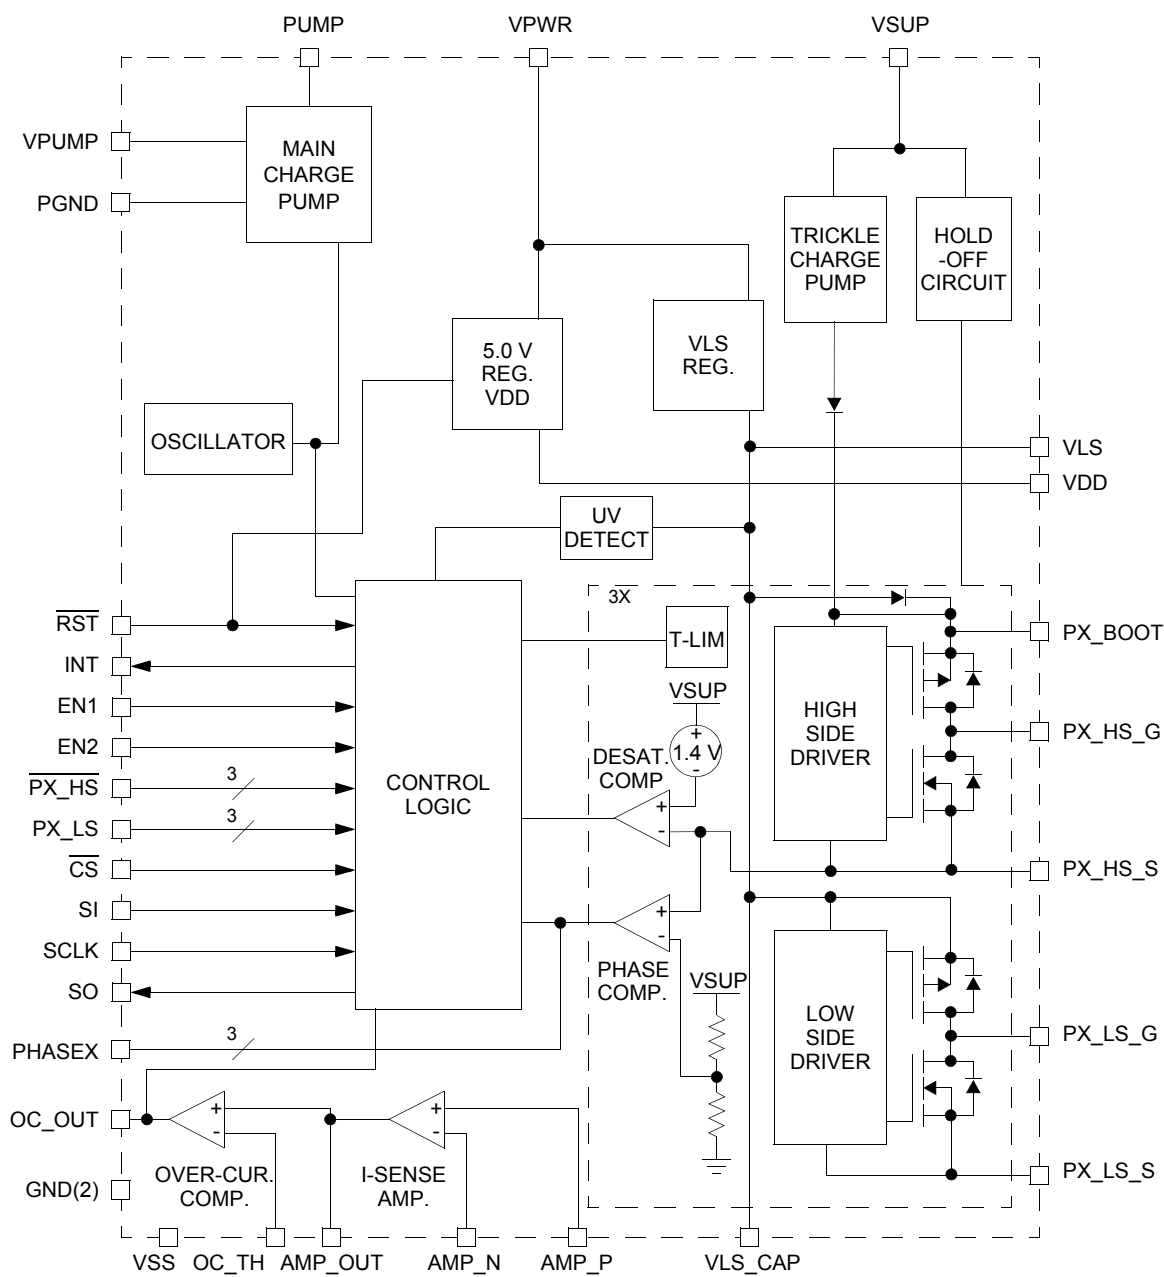 PUMP
VPWR
VSUP
VPUMP
PGND
MAIN
CHARGE
PUMP
TRICKLE
CHARGE
PUMP
HOLD
-OFF
CIRCUIT
5.0 V
REG.
VDD
VLS
REG.
OSCILLATOR
VLS
VDD
UV
DETECT
3X
T-LIM
RST
INT
EN1
EN2
PX_HS
3
PX_LS
3
CS
SI
SCLK
SO
PHASEX
3
OC_OUT
GND(2)
CONTROL
LOGIC
VSUP
+
1.4 V
-
DESAT.
COMP.
+
-
+
-
PHASE
COMP.
VSUP
HIGH
SIDE
DRIVER
LOW
SIDE
DRIVER
PX_BOOT
PX_HS_G
PX_HS_S
PX_LS_G
PX_LS_S
+
-
OVER-CUR.
COMP.
+
-
I-SENSE
AMP.
VSS
OC_TH
AMP_OUT
AMP_N
AMP_P
VLS_CAP